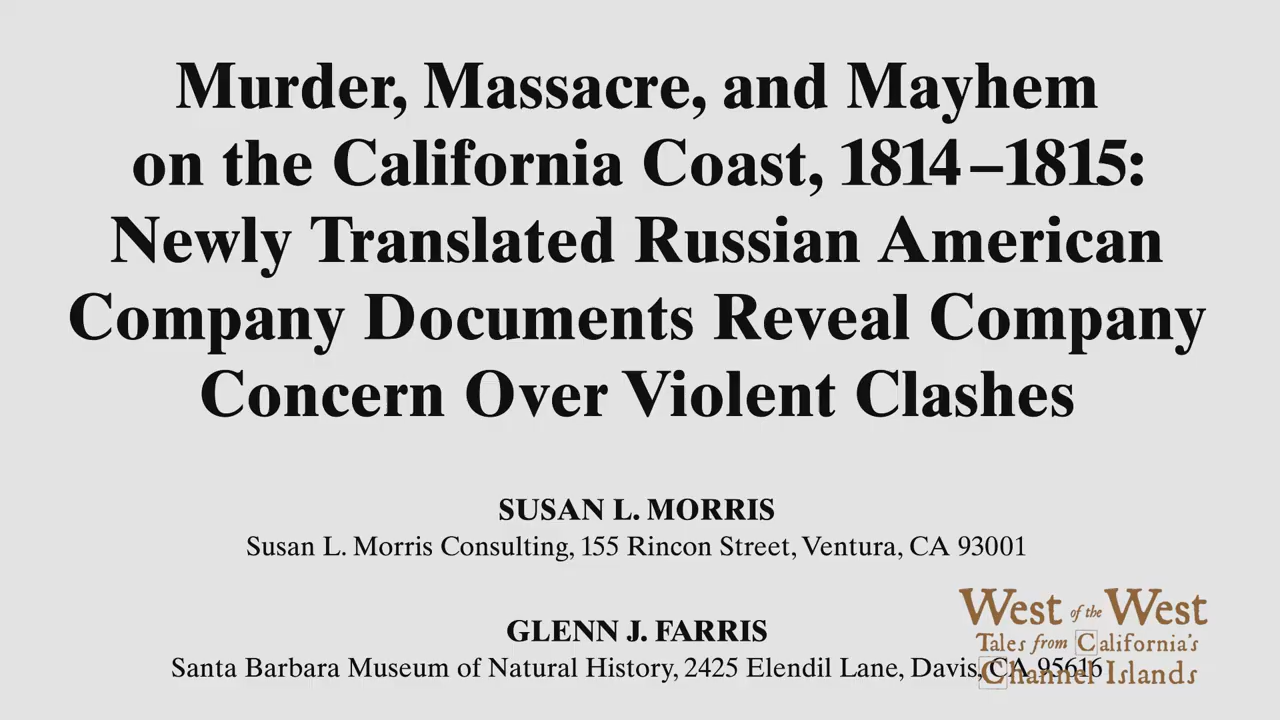 Murder, Massacre, and Mayhem
on the California Coast, 1814–1815:
Newly Translated Russian American
Company Documents Reveal Company
Concern Over Violent Clashes
SUSAN L. MORRIS
Susan L. Morris Consulting, 155 Rincon Street, Ventura, CA 93001
GLENN J. FARRIS
Santa Barbara Museum of Natural History, 2425 Elendil Lane, Davis, CA 95616
West of the West
Tales from California's
Channel Islands